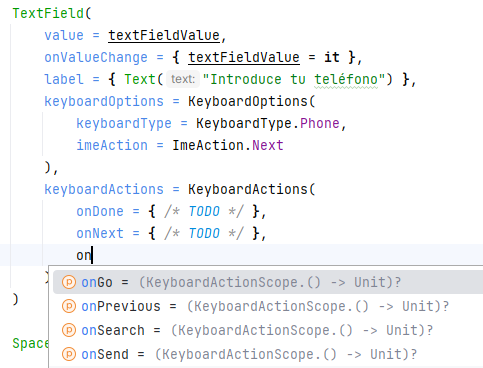 TextField(
value = textFieldValue,
onValueChange = { textFieldValue = it },
label = { Text( text: "Introduce tu teléfono") },
keyboardOptions = KeyboardOptions(
keyboardType = KeyboardType.Phone,
imeAction = ImeAction.Next
),
keyboardActions = KeyboardActions(
onDone = { /* TODO */ },
onNext = { /* TODO */ },
on
)
p onGo = (KeyboardActionScope.() -> Unit)?
p onPrevious = (KeyboardActionScope.() -> Unit)?
)
p onSearch = (KeyboardActionScope.() -> Unit)?
Space
p onSend = (KeyboardActionScope.() -> Unit)?